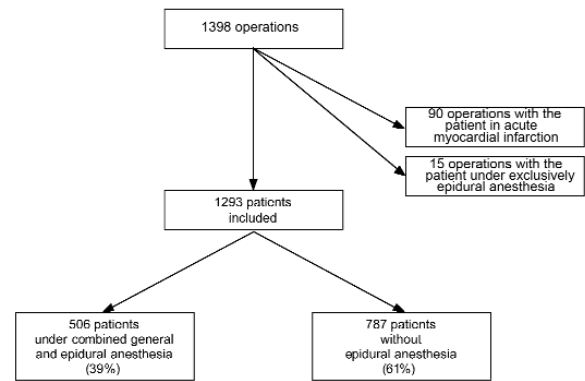 1398 operations
90 operations with the
patient in acute
myocardial infarction
15 operations with the
patient under exclusively
epidural anesthesia
1293 patients
included
506 patients
under combined general
and epidural anesthesia
(39%)
787 patients
without
epidural anesthesia
(61%)